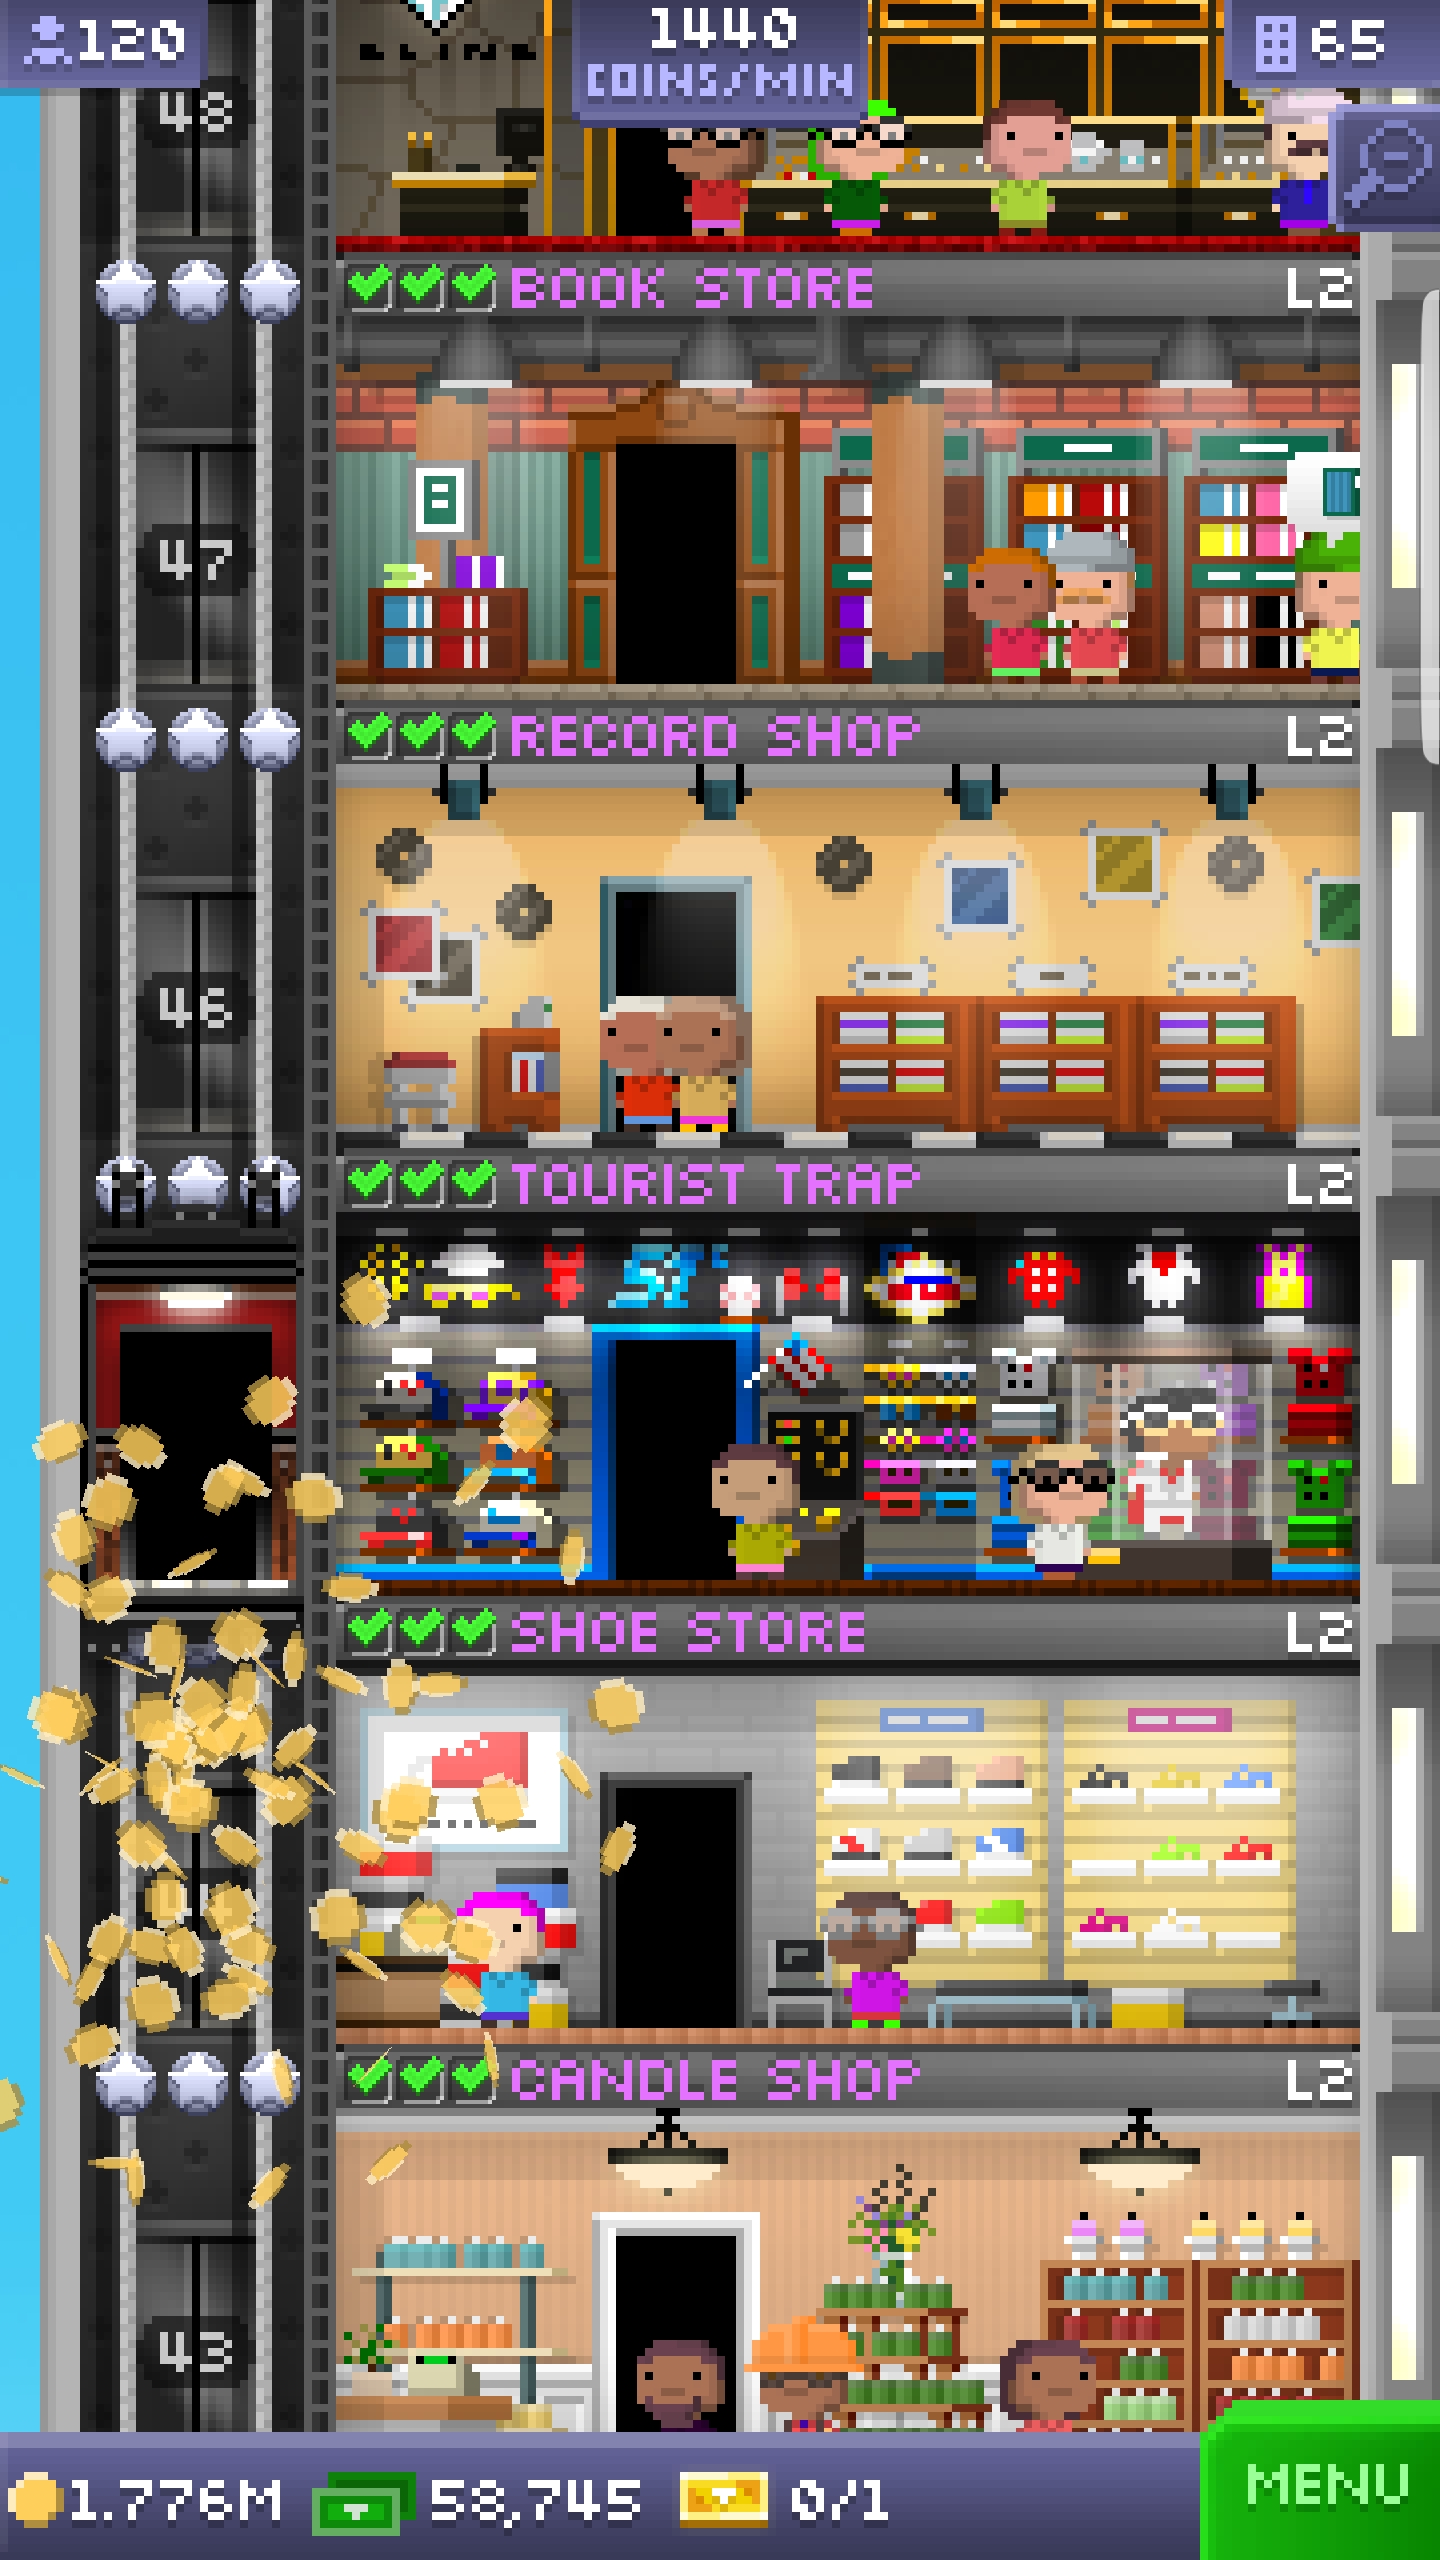 120
1440
COINS/MIN
65
48
BLING
BOOK STORE
L2
47
RECORD SHOP
L2
46
TOURIST TRAP
L2
SHOE STORE
L2
CANDLE SHOP
L2
43
1.776M
58,745
0/1
MENU